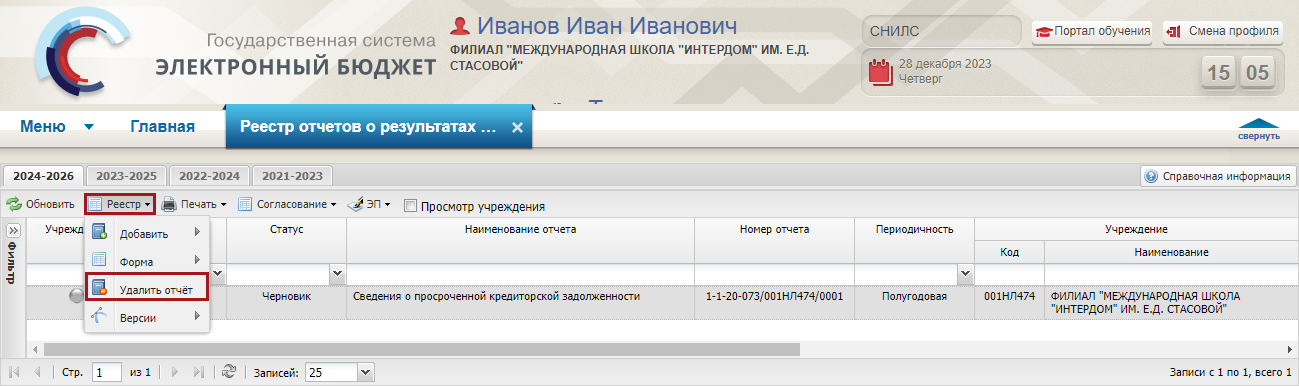 Государственная система
ЭЛЕКТРОННЫЙ БЮДЖЕТ
Иванов Иван Иванович
ФИЛИАЛ "МЕЖДУНАРОДНАЯ ШКОЛА "ИНТЕРДОМ" ИМ. Е.Д.
СТАСОВОЙ"
СНИЛС
Портал обучения
Смена профиля
28 декабря 2023
Четверг
15 05
Меню
Главная
Реестр отчетов о результатах ...
свернуть
2024-2026
2023-2025
2022-2024
2021-2023
Справочная информация
Обновить
Реестр
Печать
Согласование
ЭП
Просмотр учреждения
Фильтр
Учрежд
Статус
Наименование отчета
Номер отчета
Периодичность
Учреждение
Код
Наименование
Добавить
Форма
Удалить отчёт
Версии
Черновик
Сведения о просроченной кредиторской задолженности
1-1-20-073/001НЛ474/0001
Полугодовая
001НЛ474
ФИЛИАЛ "МЕЖДУНАРОДНАЯ ШКОЛА
"ИНТЕРДОМ" ИМ. Е.Д. СТАСОВОЙ"
Стр. 1 из 1
Записей: 25
Записи с 1 по 1, всего 1